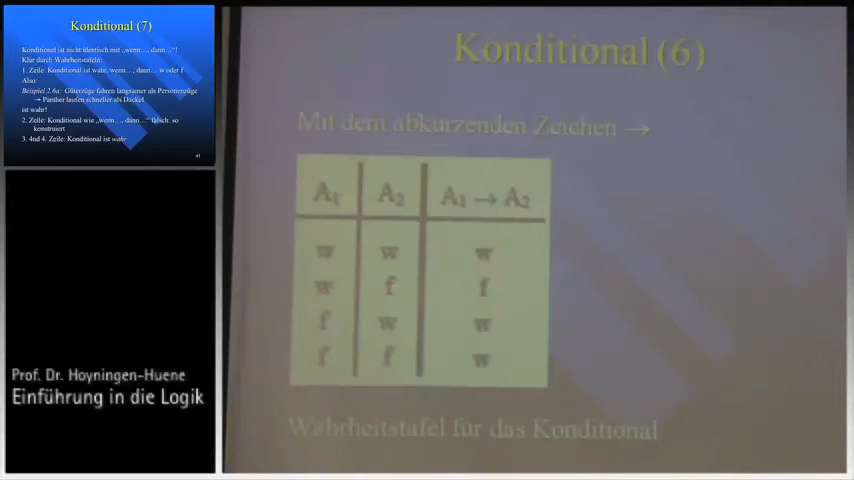 Konditional (7)
Konditional ist nicht identisch mit „wenn…, dann…“!
Klar durch Wahrheitstafeln:
1. Zeile: Konditional ist wahr, wenn…, dann… w oder f
Also:
Beispiel 2.6a: Güterzüge fahren langsamer als Personenzüge
→ Panther laufen schneller als Dackel
ist wahr!
2. Zeile: Konditional wie „wenn…, dann…“ falsch: so
konstruiert
3. 4nd 4. Zeile: Konditional ist wahr
41
Prof. Dr. Hoyningen-Huene
Einführung in die Logik
Konditional (6)
Mit dem abkürzenden Zeichen →
A₁ A₂ A₁ → A₂
w w w
w f f
f w w
f f w
Wahrheitstafel für das Konditional